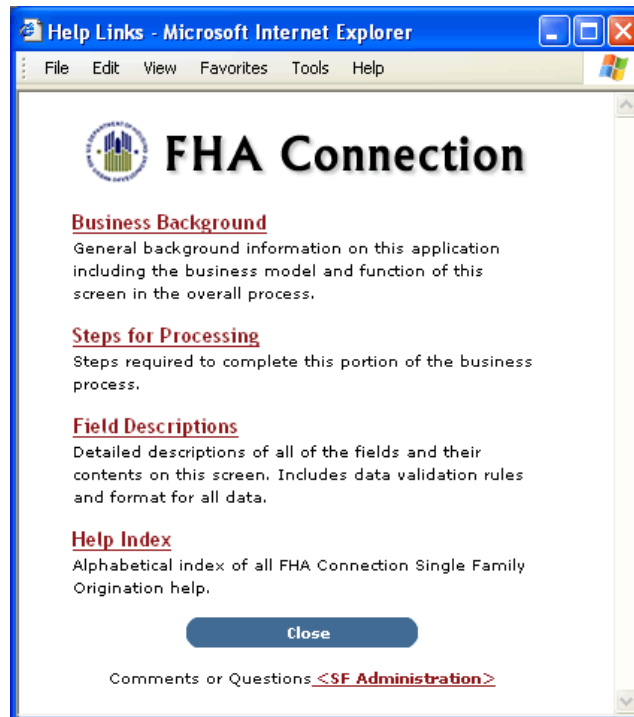 Help Links - Microsoft Internet Explorer
File Edit View Favorites Tools Help
FHA Connection
Business Background
General background information on this application
including the business model and function of this
screen in the overall process.
Steps for Processing
Steps required to complete this portion of the business
process.
Field Descriptions
Detailed descriptions of all of the fields and their
contents on this screen. Includes data validation rules
and format for all data.
Help Index
Alphabetical index of all FHA Connection Single Family
Origination help.
Close
Comments or Questions <SF Administration>